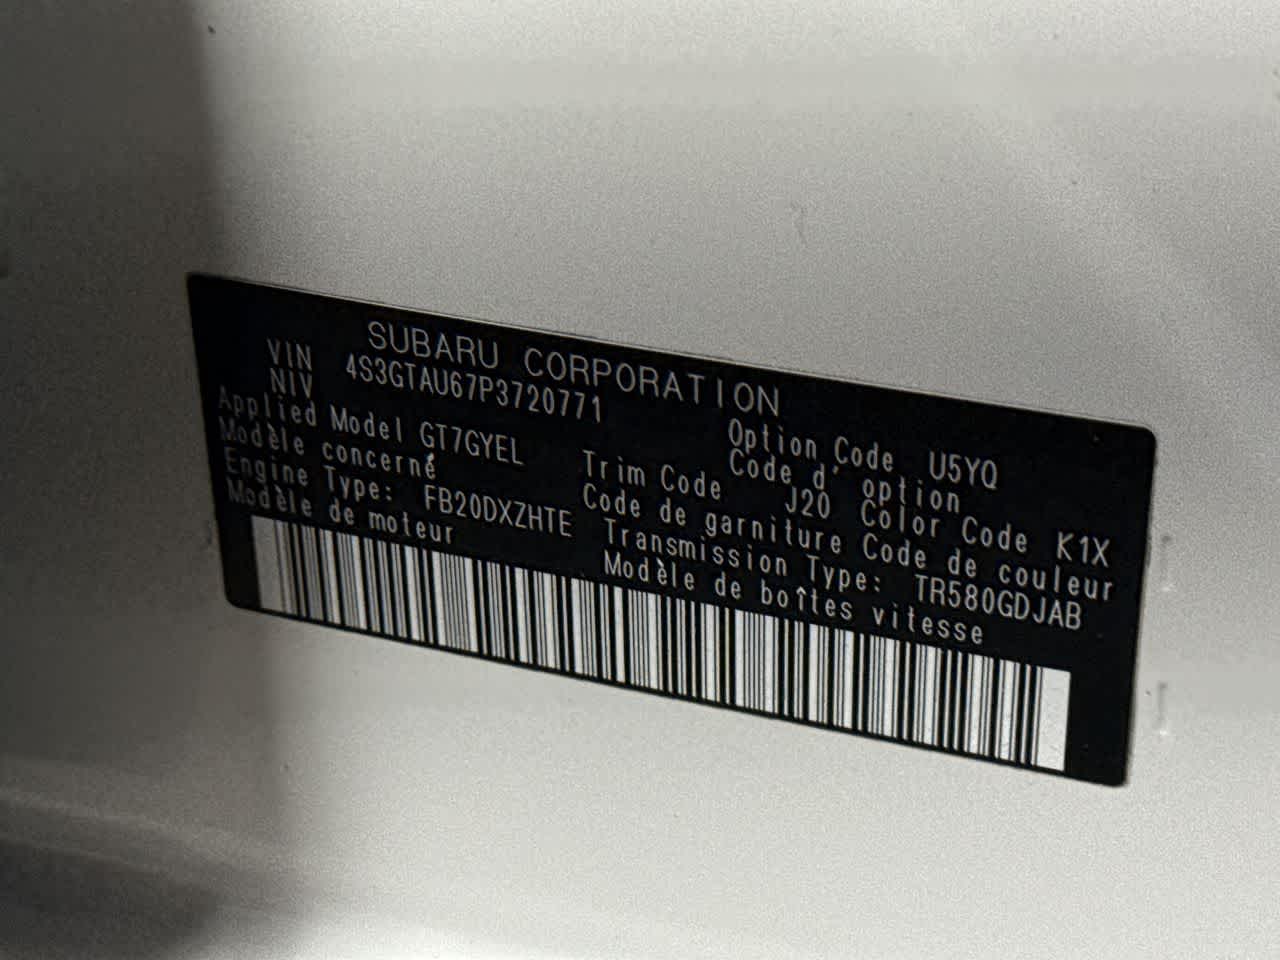 SUBARU CORPORATION
VIN
NIV
4S3GTAU67P3720771
Applied Model GT7GYEL
Modèle concerné
Option Code U5YQ
Code d' option
Trim Code J20
Code de garniture
Color Code K1X
Code de couleur
Engine Type: FB20DXZHTE
Modèle de moteur
Transmission Type: TR580GDJAB
Modèle de boîtes vitesse